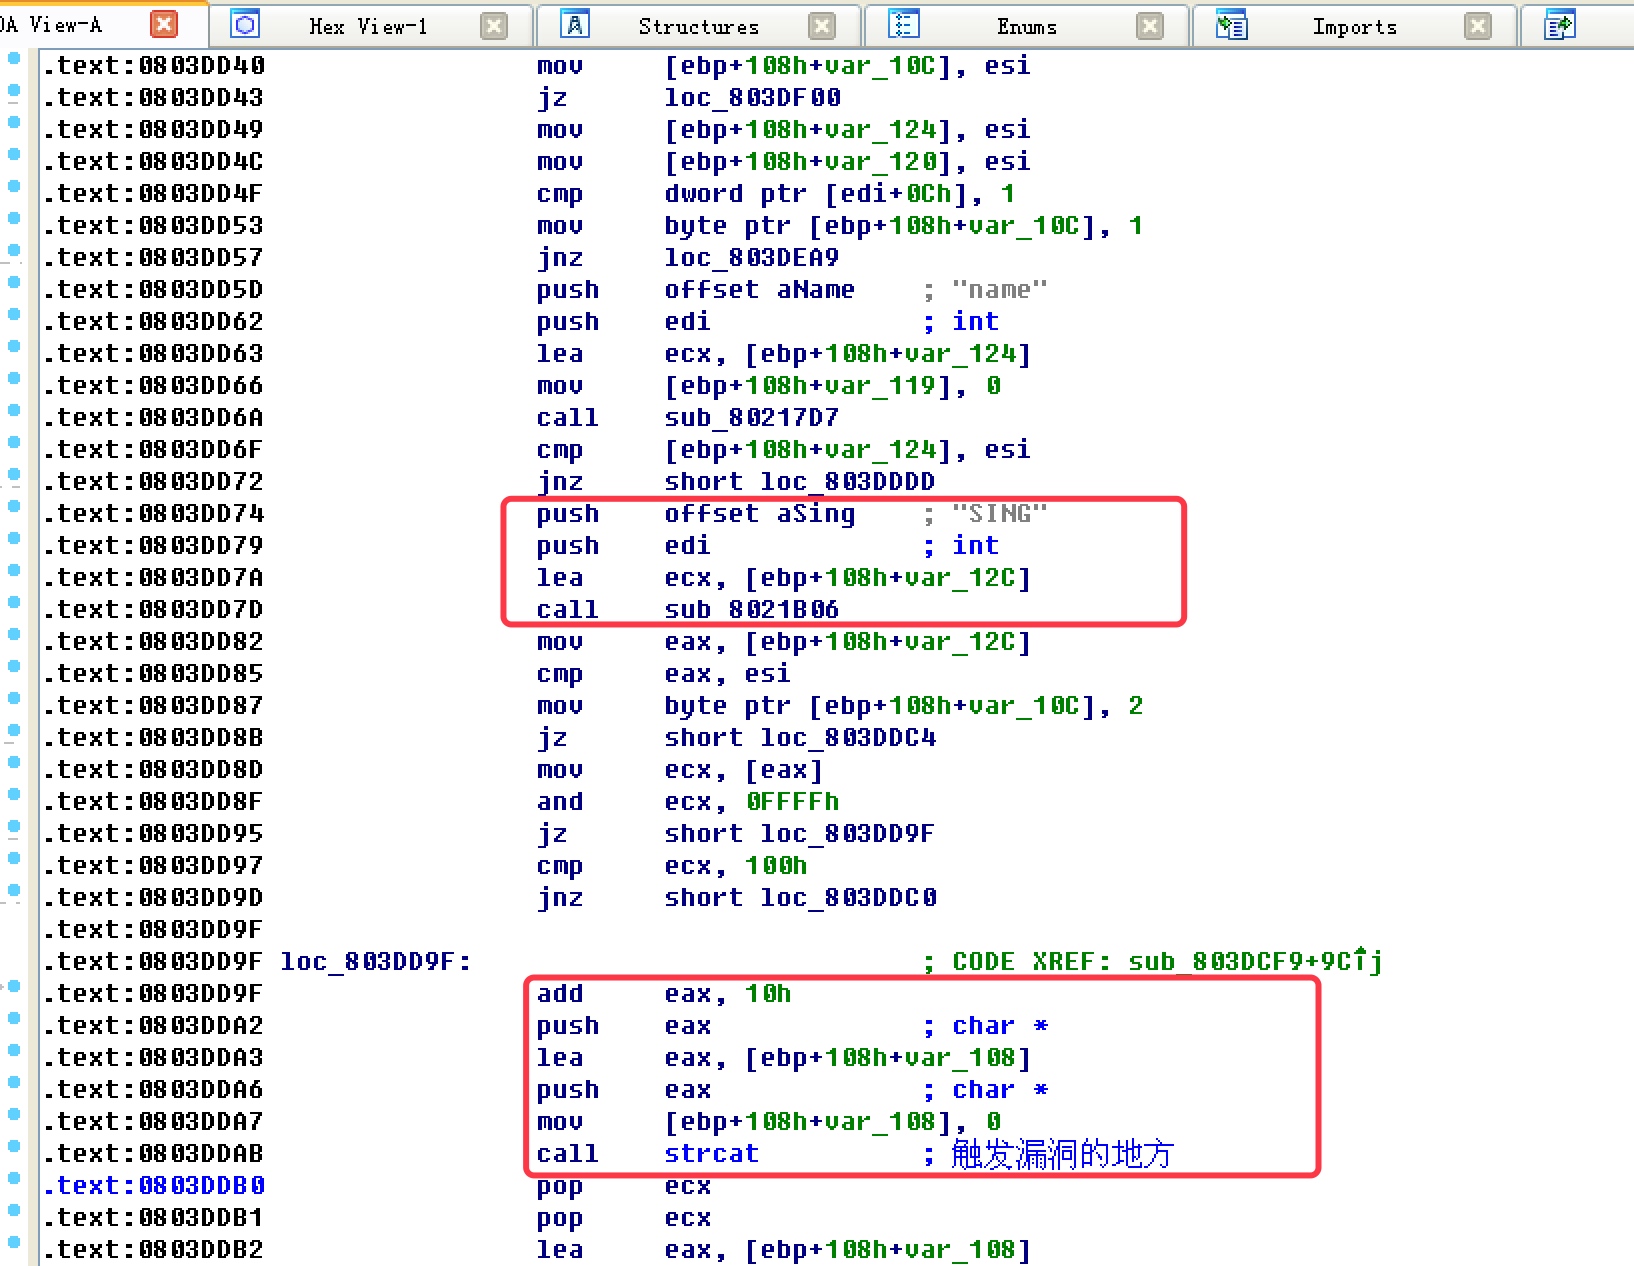 DA View-A Hex View-1 Structures Enums Imports
.text:0803DD40 mov [ebp+108h+var_10C], esi
.text:0803DD43 jz loc_803DF00
.text:0803DD49 mov [ebp+108h+var_124], esi
.text:0803DD4C mov [ebp+108h+var_120], esi
.text:0803DD4F cmp dword ptr [edi+0Ch], 1
.text:0803DD53 mov byte ptr [ebp+108h+var_10C], 1
.text:0803DD57 jnz loc_803DEA9
.text:0803DD5D push offset aName ; "name"
.text:0803DD62 push edi ; int
.text:0803DD63 lea ecx, [ebp+108h+var_124]
.text:0803DD66 mov [ebp+108h+var_119], 0
.text:0803DD6A call sub_80217D7
.text:0803DD6F cmp [ebp+108h+var_124], esi
.text:0803DD72 jnz short loc_803DDDD
.text:0803DD74 push offset aSing ; "SING"
.text:0803DD79 push edi ; int
.text:0803DD7A lea ecx, [ebp+108h+var_12C]
.text:0803DD7D call sub_8021B06
.text:0803DD82 mov eax, [ebp+108h+var_12C]
.text:0803DD85 cmp eax, esi
.text:0803DD87 mov byte ptr [ebp+108h+var_10C], 2
.text:0803DD8B jz short loc_803DDC4
.text:0803DD8D mov ecx, [eax]
.text:0803DD8F and ecx, 0FFFFh
.text:0803DD95 jz short loc_803DD9F
.text:0803DD97 cmp ecx, 100h
.text:0803DD9D jnz short loc_803DDC0
.text:0803DD9F
.text:0803DD9F loc_803DD9F: ; CODE XREF: sub_803DCF9+9C↑j
.text:0803DD9F add eax, 10h
.text:0803DDA2 push eax ; char *
.text:0803DDA3 lea eax, [ebp+108h+var_108]
.text:0803DDA6 push eax ; char *
.text:0803DDA7 mov [ebp+108h+var_108], 0
.text:0803DDAB call strcat ; 触发漏洞的地方
.text:0803DDB0 pop ecx
.text:0803DDB1 pop ecx
.text:0803DDB2 lea eax, [ebp+108h+var_108]